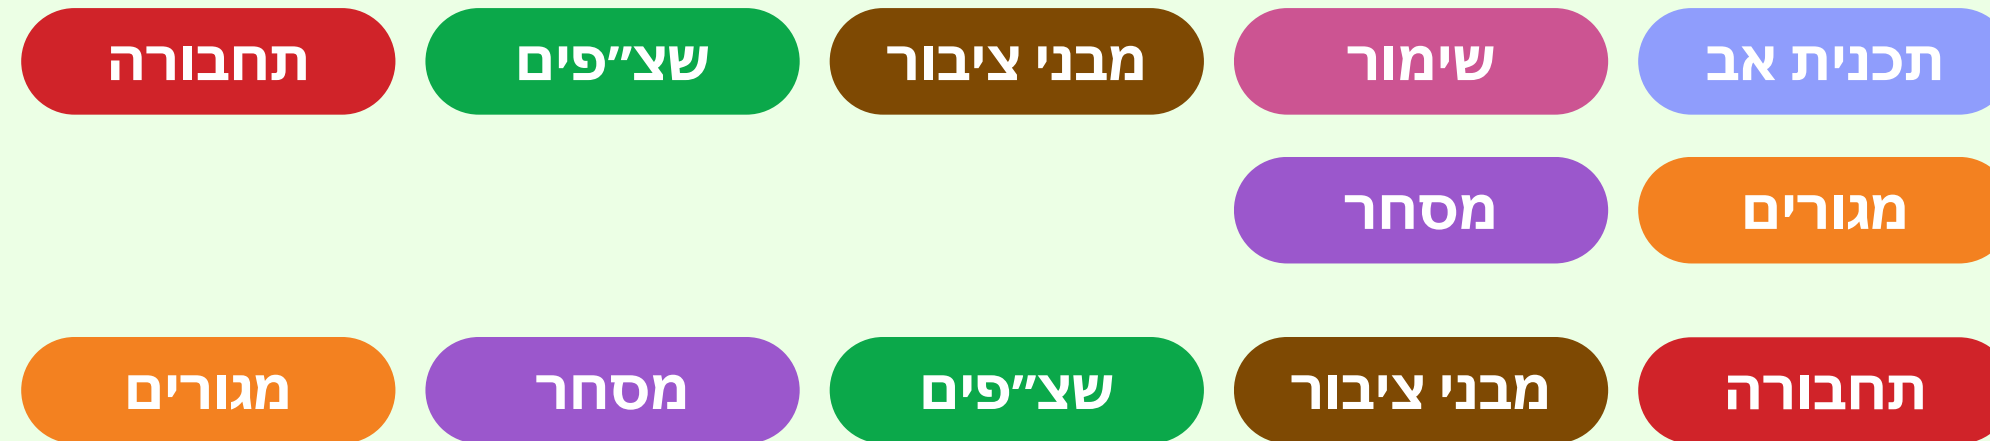 תכנית אב שימור מבני ציבור שצ״פים תחבורה
מגורים מסחר
תחבורה מבני ציבור שצ״פים מסחר מגורים